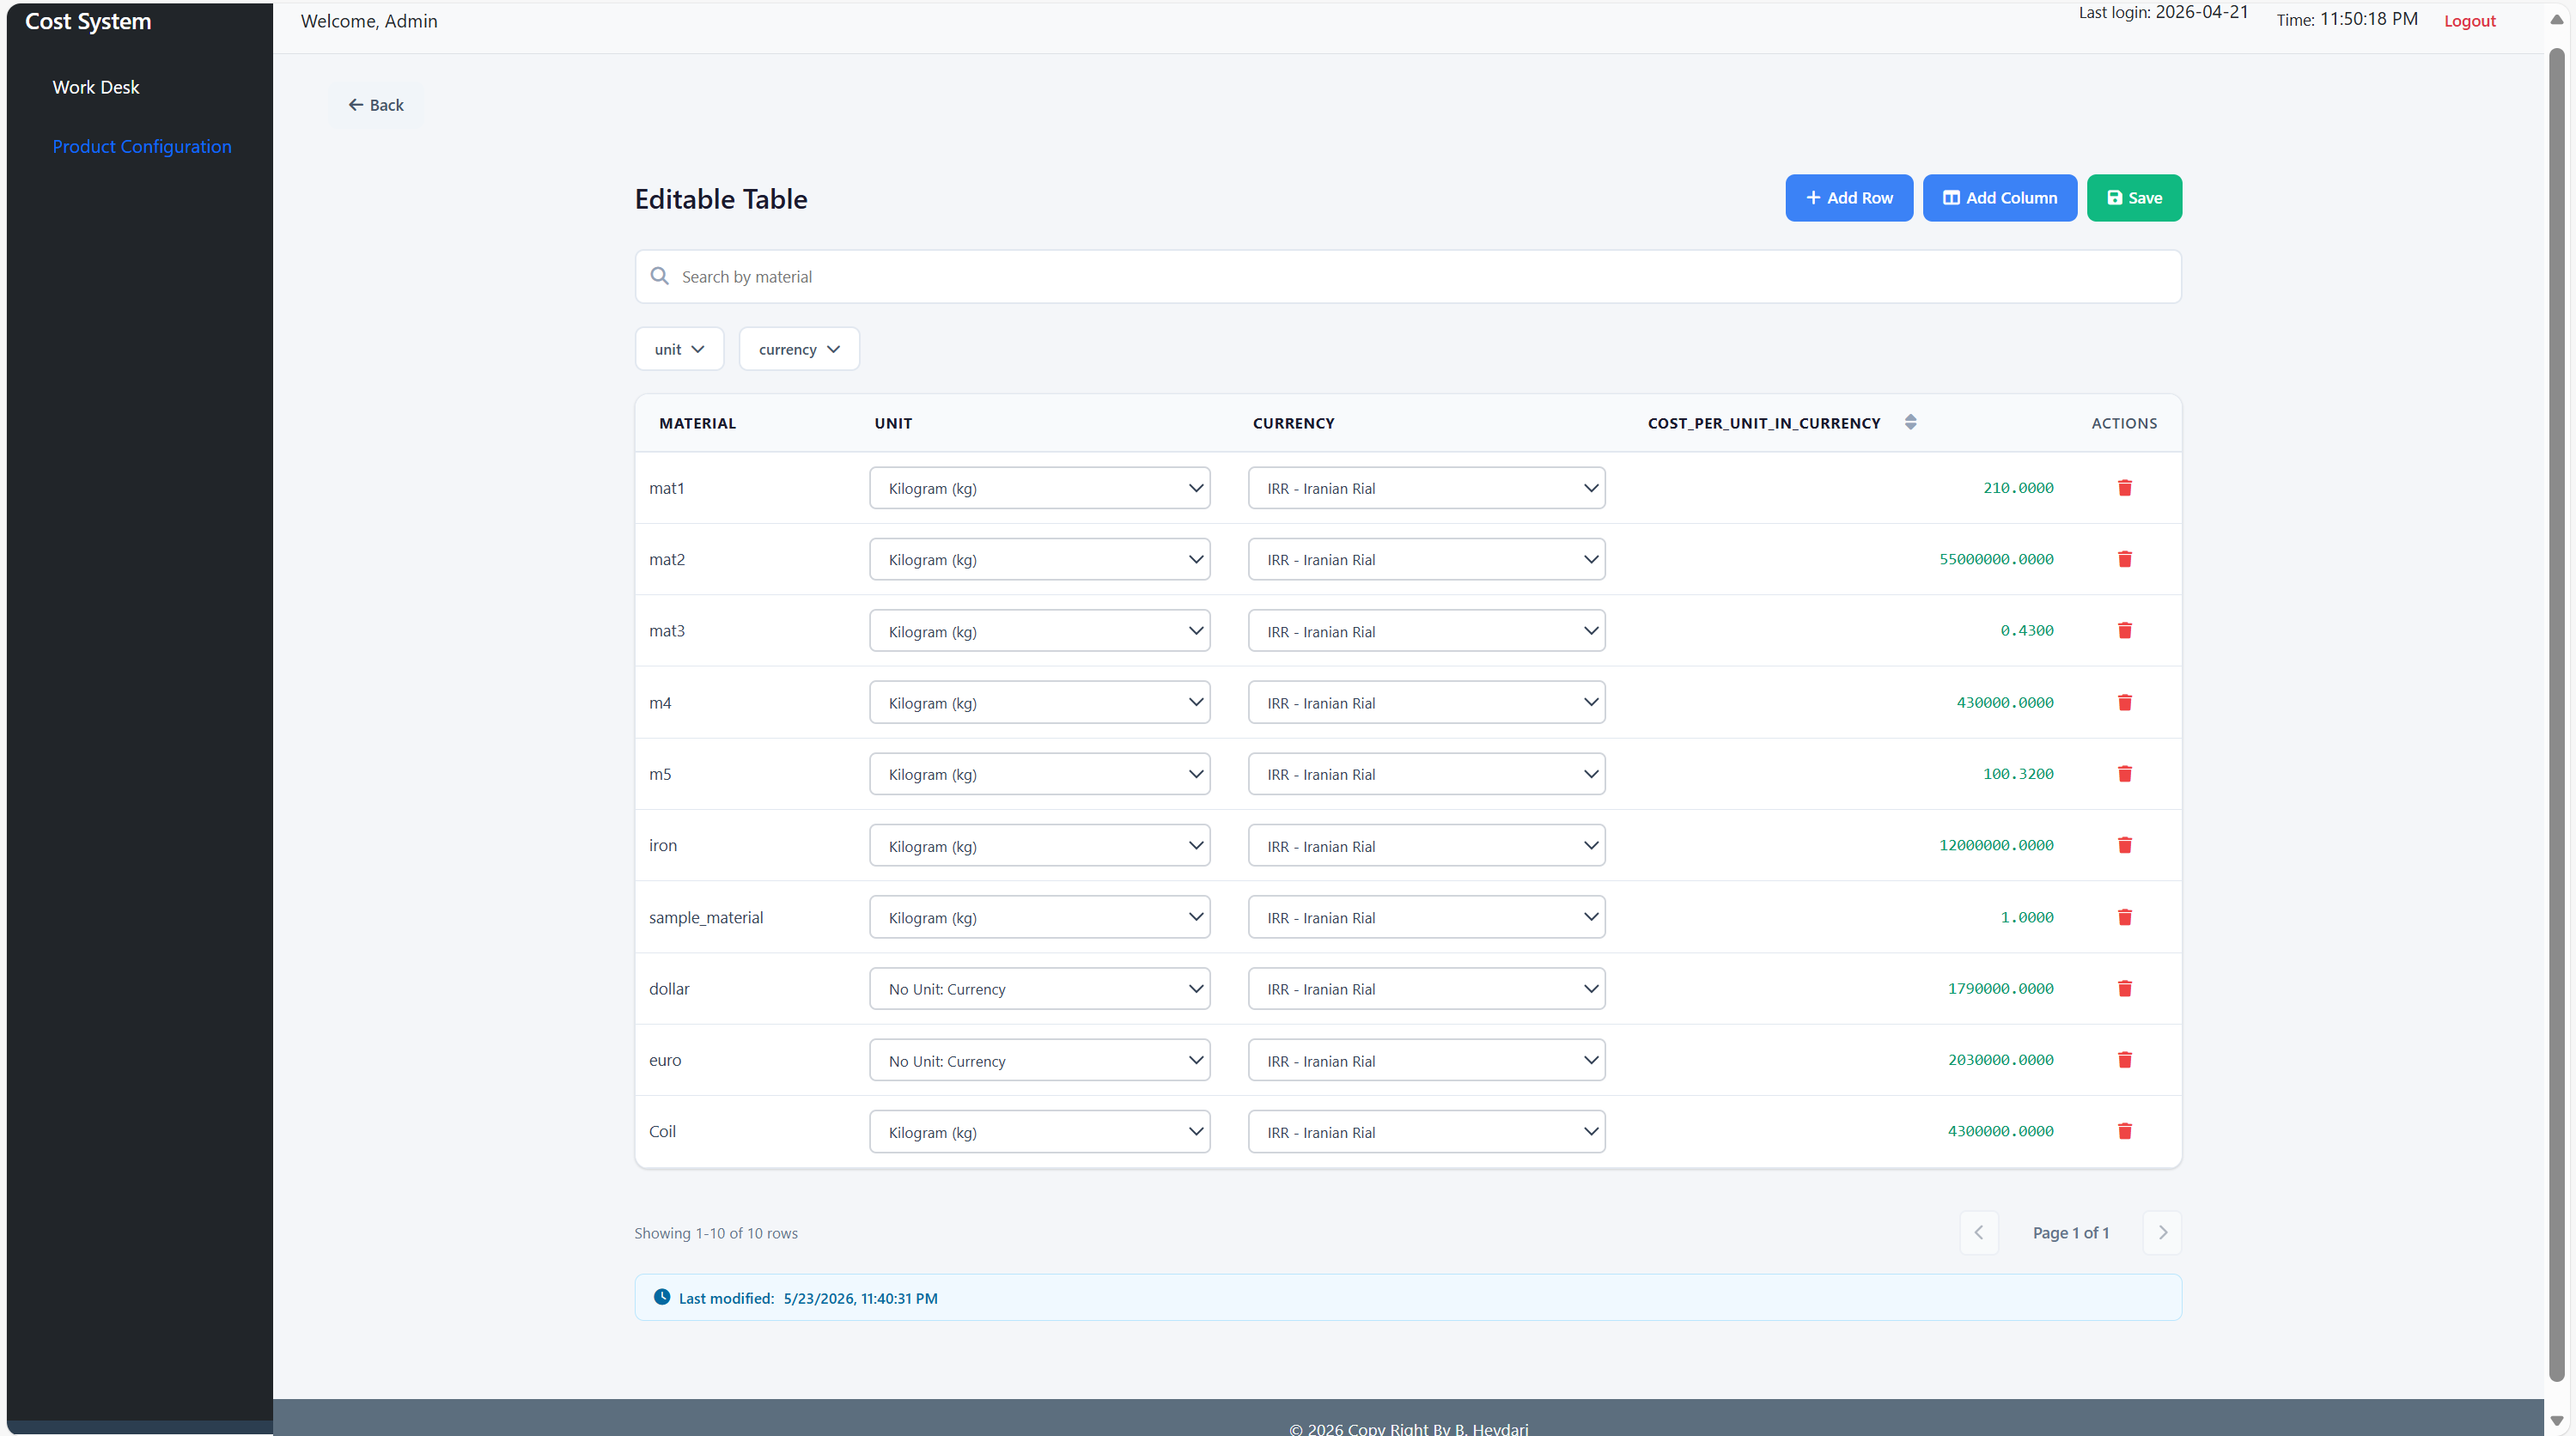 Cost System
Welcome, Admin
Last login: 2026-04-21
Time: 11:50:18 PM
Logout
Work Desk
Product Configuration
Back
Editable Table
Add Row
Add Column
Save
Search by material
unit
currency
MATERIAL UNIT CURRENCY COST_PER_UNIT_IN_CURRENCY ACTIONS
mat1 Kilogram (kg) IRR - Iranian Rial 210.0000
mat2 Kilogram (kg) IRR - Iranian Rial 55000000.0000
mat3 Kilogram (kg) IRR - Iranian Rial 0.4300
m4 Kilogram (kg) IRR - Iranian Rial 430000.0000
m5 Kilogram (kg) IRR - Iranian Rial 100.3200
iron Kilogram (kg) IRR - Iranian Rial 12000000.0000
sample_material Kilogram (kg) IRR - Iranian Rial 1.0000
dollar No Unit: Currency IRR - Iranian Rial 1790000.0000
euro No Unit: Currency IRR - Iranian Rial 2030000.0000
Coil Kilogram (kg) IRR - Iranian Rial 4300000.0000
Showing 1-10 of 10 rows
Page 1 of 1
Last modified: 5/23/2026, 11:40:31 PM
© 2026 Copy Right By B. Heydari